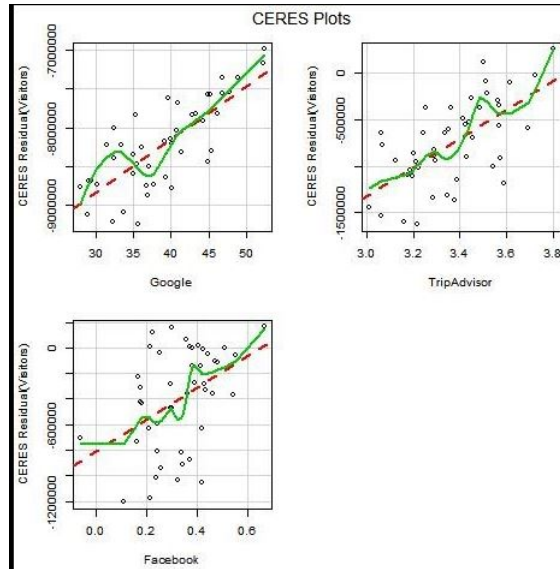 CERES Plots
CERES Residual(Visitors)
-7000000
-8000000
-9000000
30 35 40 45 50
Google
CERES Residual(Visitors)
0
-500000
-1500000
3.0 3.2 3.4 3.6 3.8
TripAdvisor
CERES Residual(Visitors)
0
-600000
-1200000
0.0 0.2 0.4 0.6
Facebook